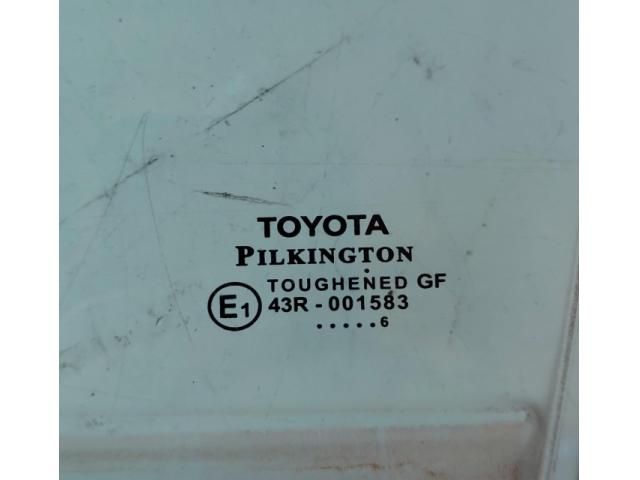 TOYOTA
PILKINGTON
TOUGHENED GF
E1 43R - 001583
.....6